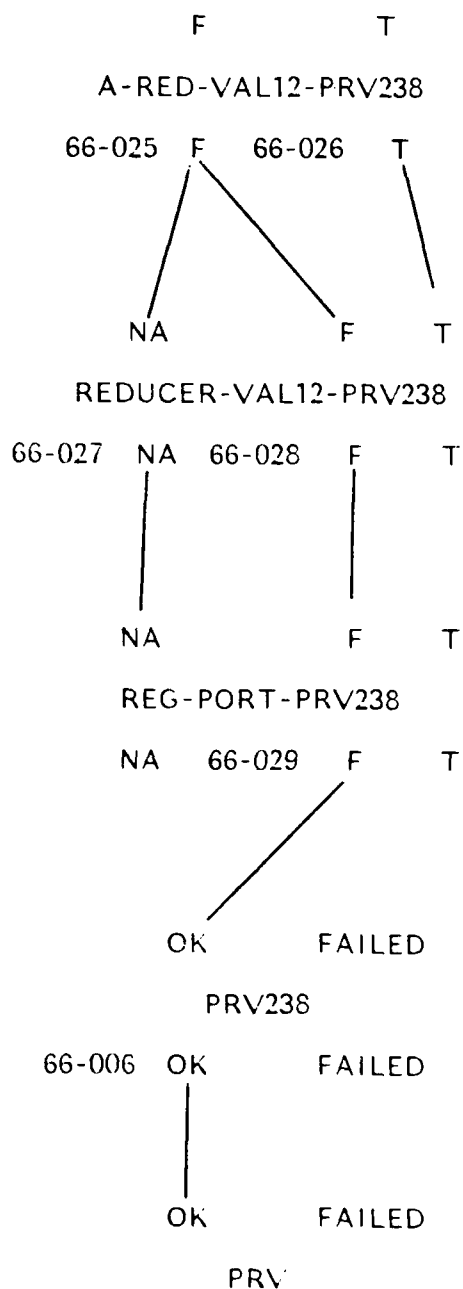 F T
A-RED-VAL12-PRV238
66-025 F 66-026 T
NA F T
REDUCER-VAL12-PRV238
66-027 NA 66-028 F T
NA F T
REG-PORT-PRV238
NA 66-029 F T
OK FAILED
PRV238
66-006 OK FAILED
OK FAILED
PRV